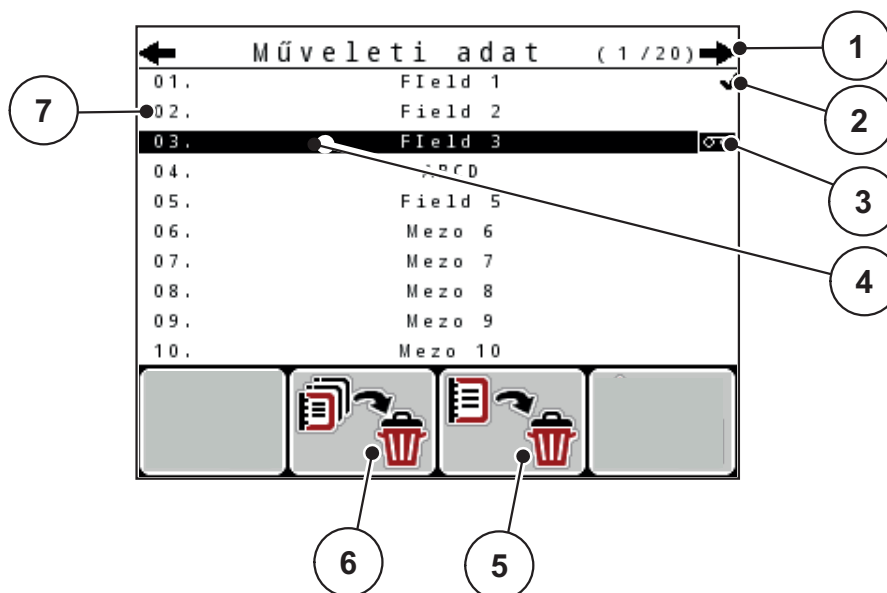 Műveleti adat (1/20)
01. FIeld 1
02. Field 2
03. FIeld 3
04. ABCD
05. Field 5
06. Mezo 6
07. Mezo 7
08. Mezo 8
09. Mezo 9
10. Mezo 10
1
2
3
4
5
6
7